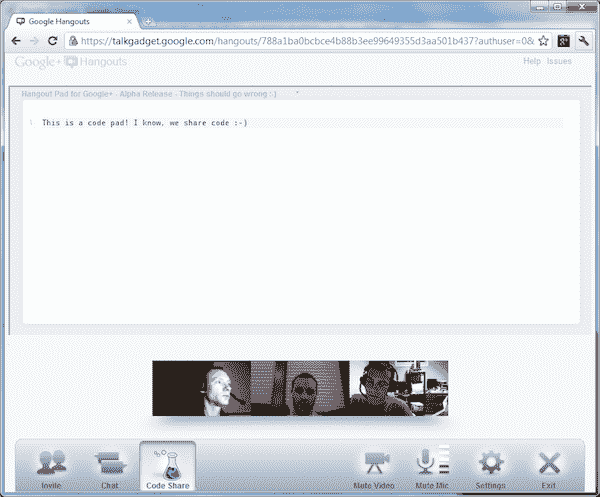 Google Hangouts
https://talkgadget.google.com/hangouts/788a1ba0bcbce4b88b3ee99649355d3aa501b437?authuser=0&
Google+ Hangouts
Help Issues
Hangout Pad for Google+ - Alpha Release - Things should go wrong :-)
1 This is a code pad! I know, we share code :-)
Invite Chat Code Share Mute Video Mute Mic Settings Exit